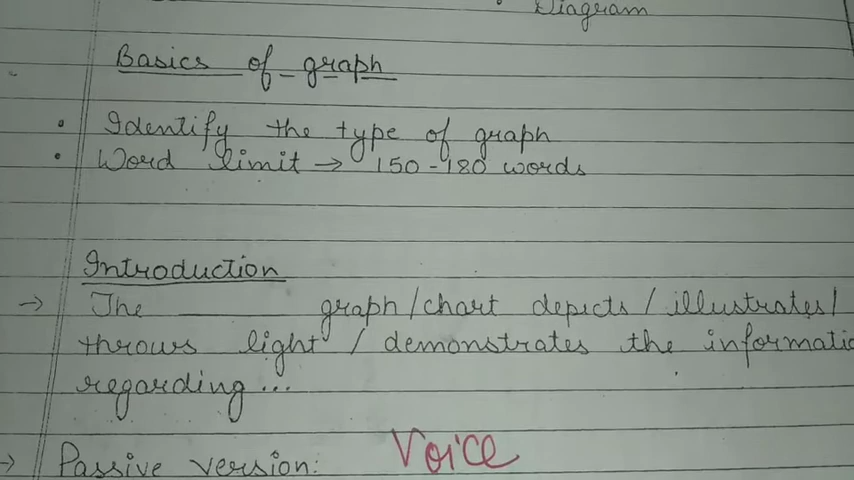 • Diagram
Basics of graph
• Identify the type of graph
• Word limit → 150-180 words
Introduction
→ The ______ graph/chart depicts/illustrates/
throws light / demonstrates the informatio
regarding...
→ Passive version: Voice